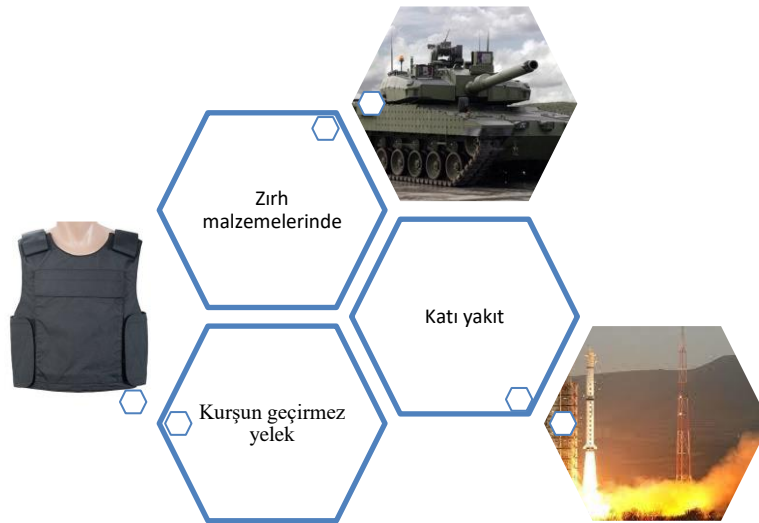 Zırh
malzemelerinde
Katı yakıt
Kurşun geçirmez
yelek